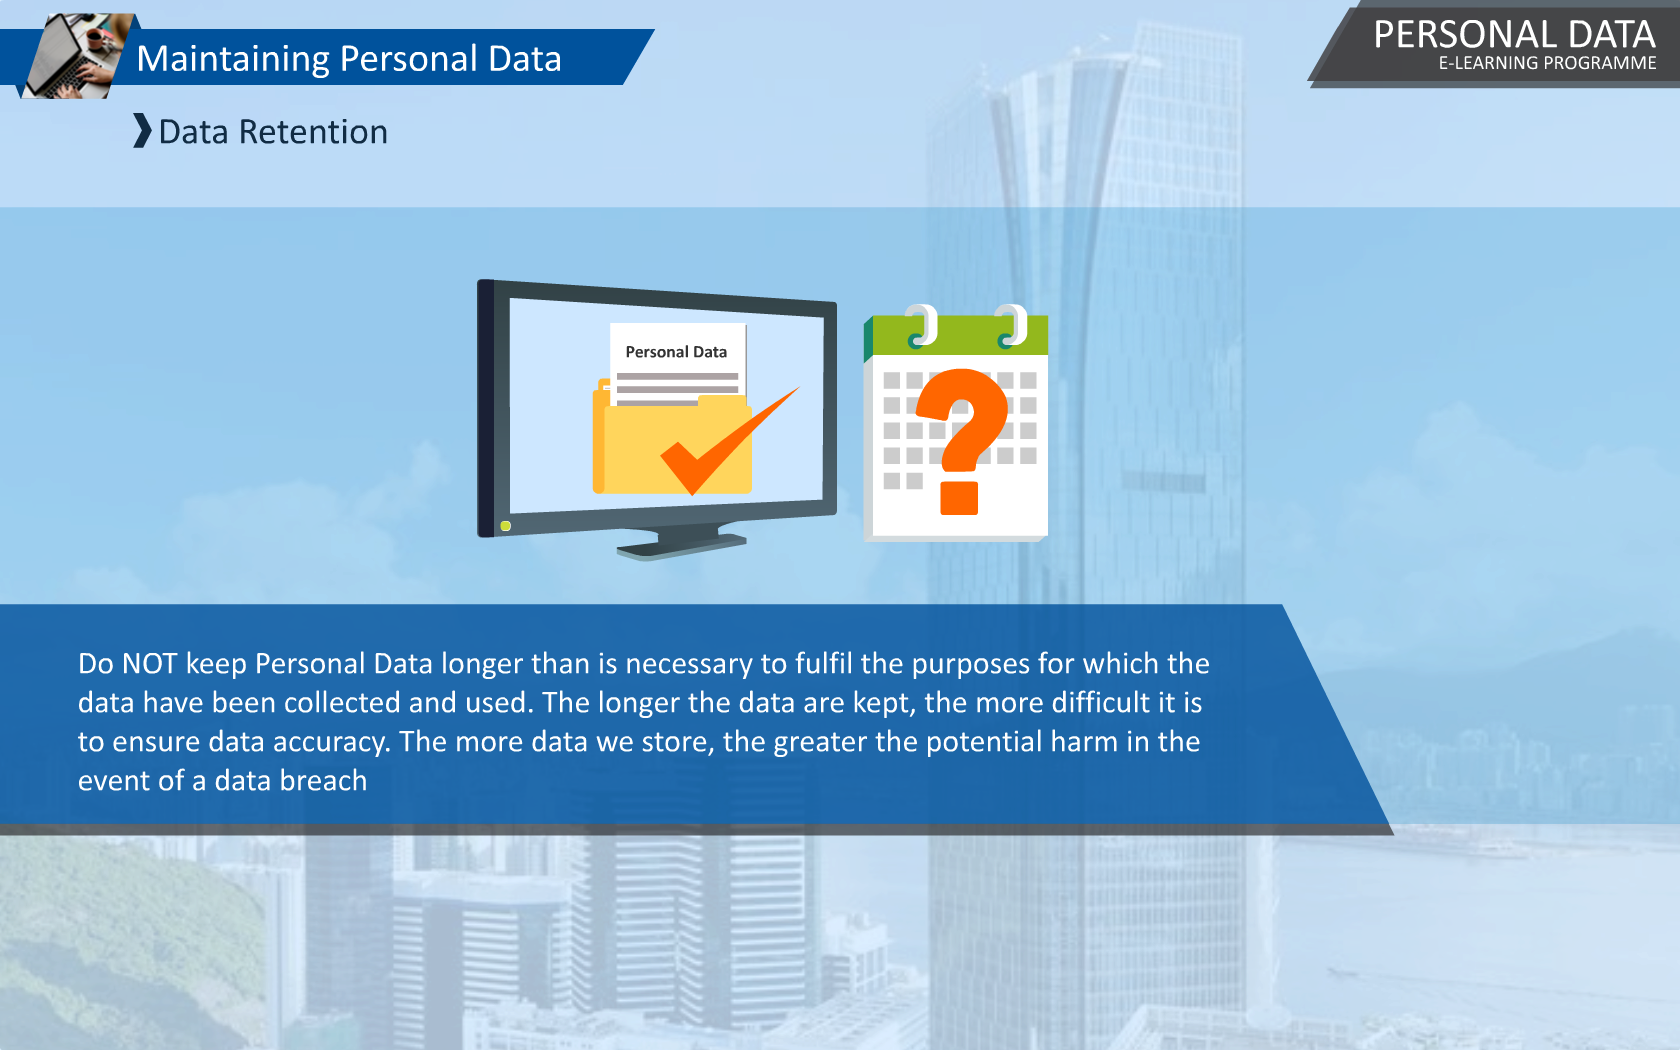 Maintaining Personal Data
PERSONAL DATA
E-LEARNING PROGRAMME
Data Retention
Personal Data
Do NOT keep Personal Data longer than is necessary to fulfil the purposes for which the
data have been collected and used. The longer the data are kept, the more difficult it is
to ensure data accuracy. The more data we store, the greater the potential harm in the
event of a data breach